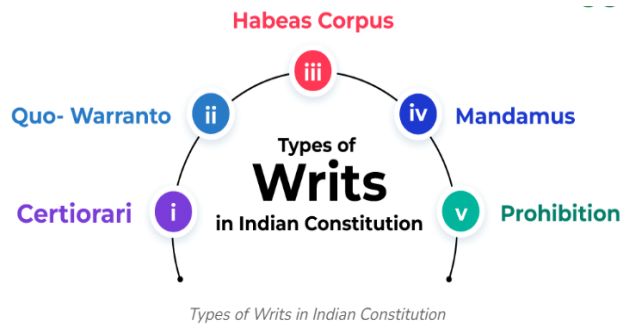 Habeas Corpus
iii
Quo- Warranto
ii
iv
Mandamus
Types of
Writs
in Indian Constitution
Certiorari
i
v
Prohibition
Types of Writs in Indian Constitution